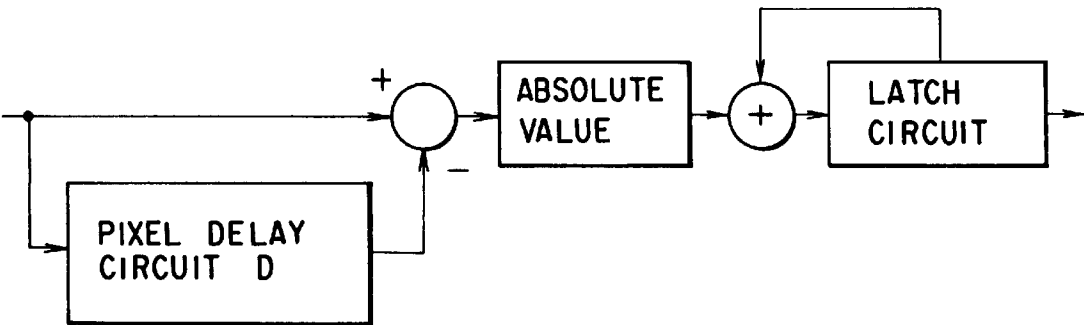 +
ABSOLUTE
VALUE
+
LATCH
CIRCUIT
−
PIXEL DELAY
CIRCUIT D